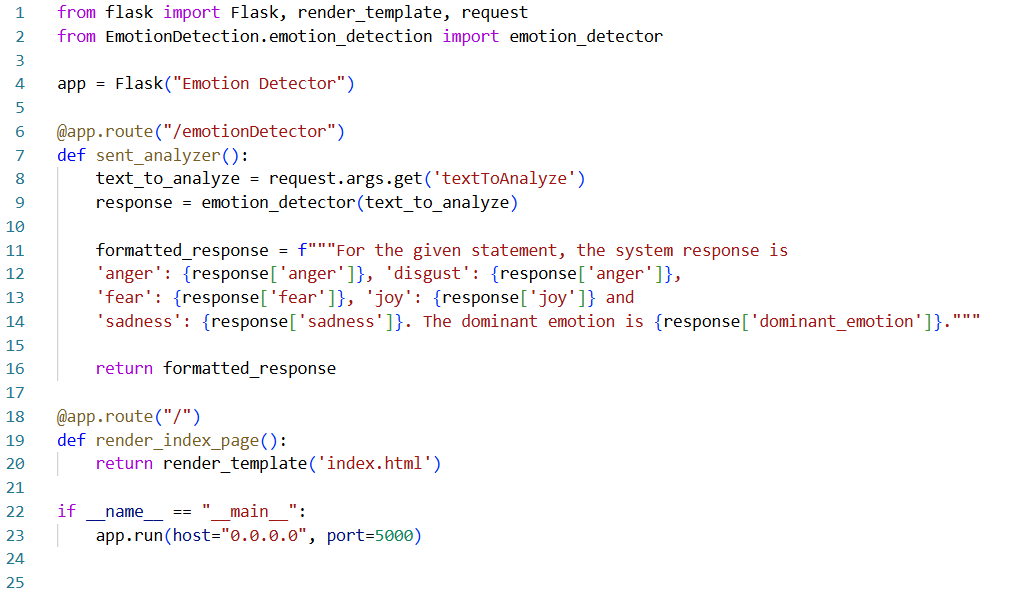 1 from flask import Flask, render_template, request
2 from EmotionDetection.emotion_detection import emotion_detector
3
4 app = Flask("Emotion Detector")
5
6 @app.route("/emotionDetector")
7 def sent_analyzer():
8     text_to_analyze = request.args.get('textToAnalyze')
9     response = emotion_detector(text_to_analyze)
10
11     formatted_response = f"""For the given statement, the system response is
12     'anger': {response['anger']}, 'disgust': {response['anger']},
13     'fear': {response['fear']}, 'joy': {response['joy']} and
14     'sadness': {response['sadness']}. The dominant emotion is {response['dominant_emotion']}."""
15
16     return formatted_response
17
18 @app.route("/")
19 def render_index_page():
20     return render_template('index.html')
21
22 if __name__ == "__main__":
23     app.run(host="0.0.0.0", port=5000)
24
25